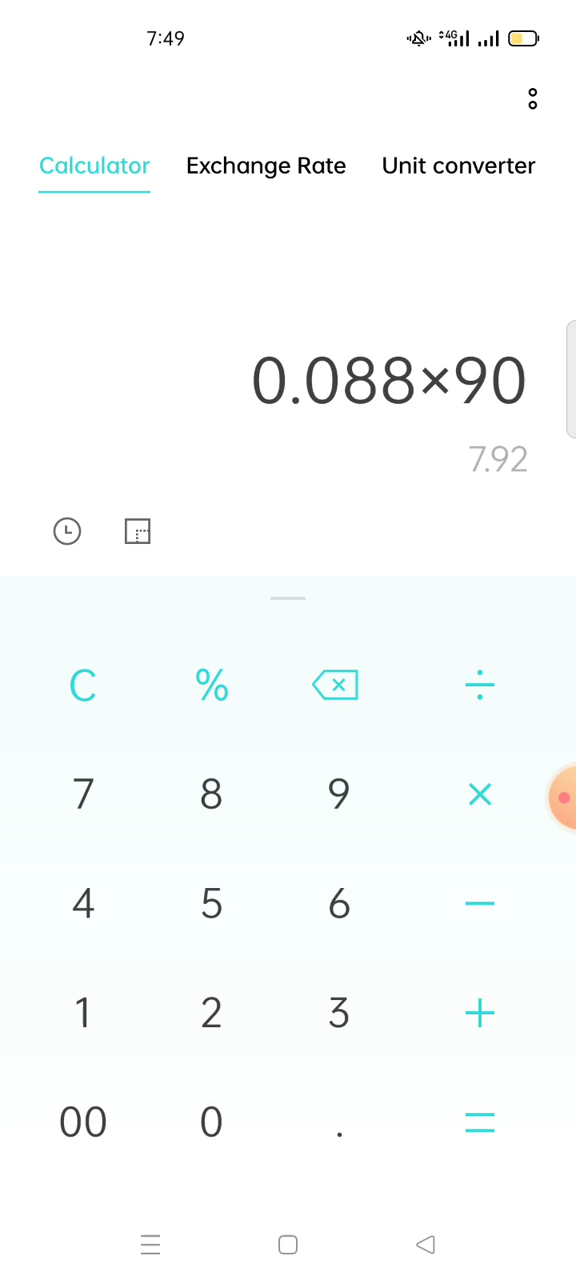 7:49 4G
Calculator Exchange Rate Unit converter
0.088×90
7.92
C % ÷
7 8 9 ×
4 5 6 −
1 2 3 +
00 0 . =